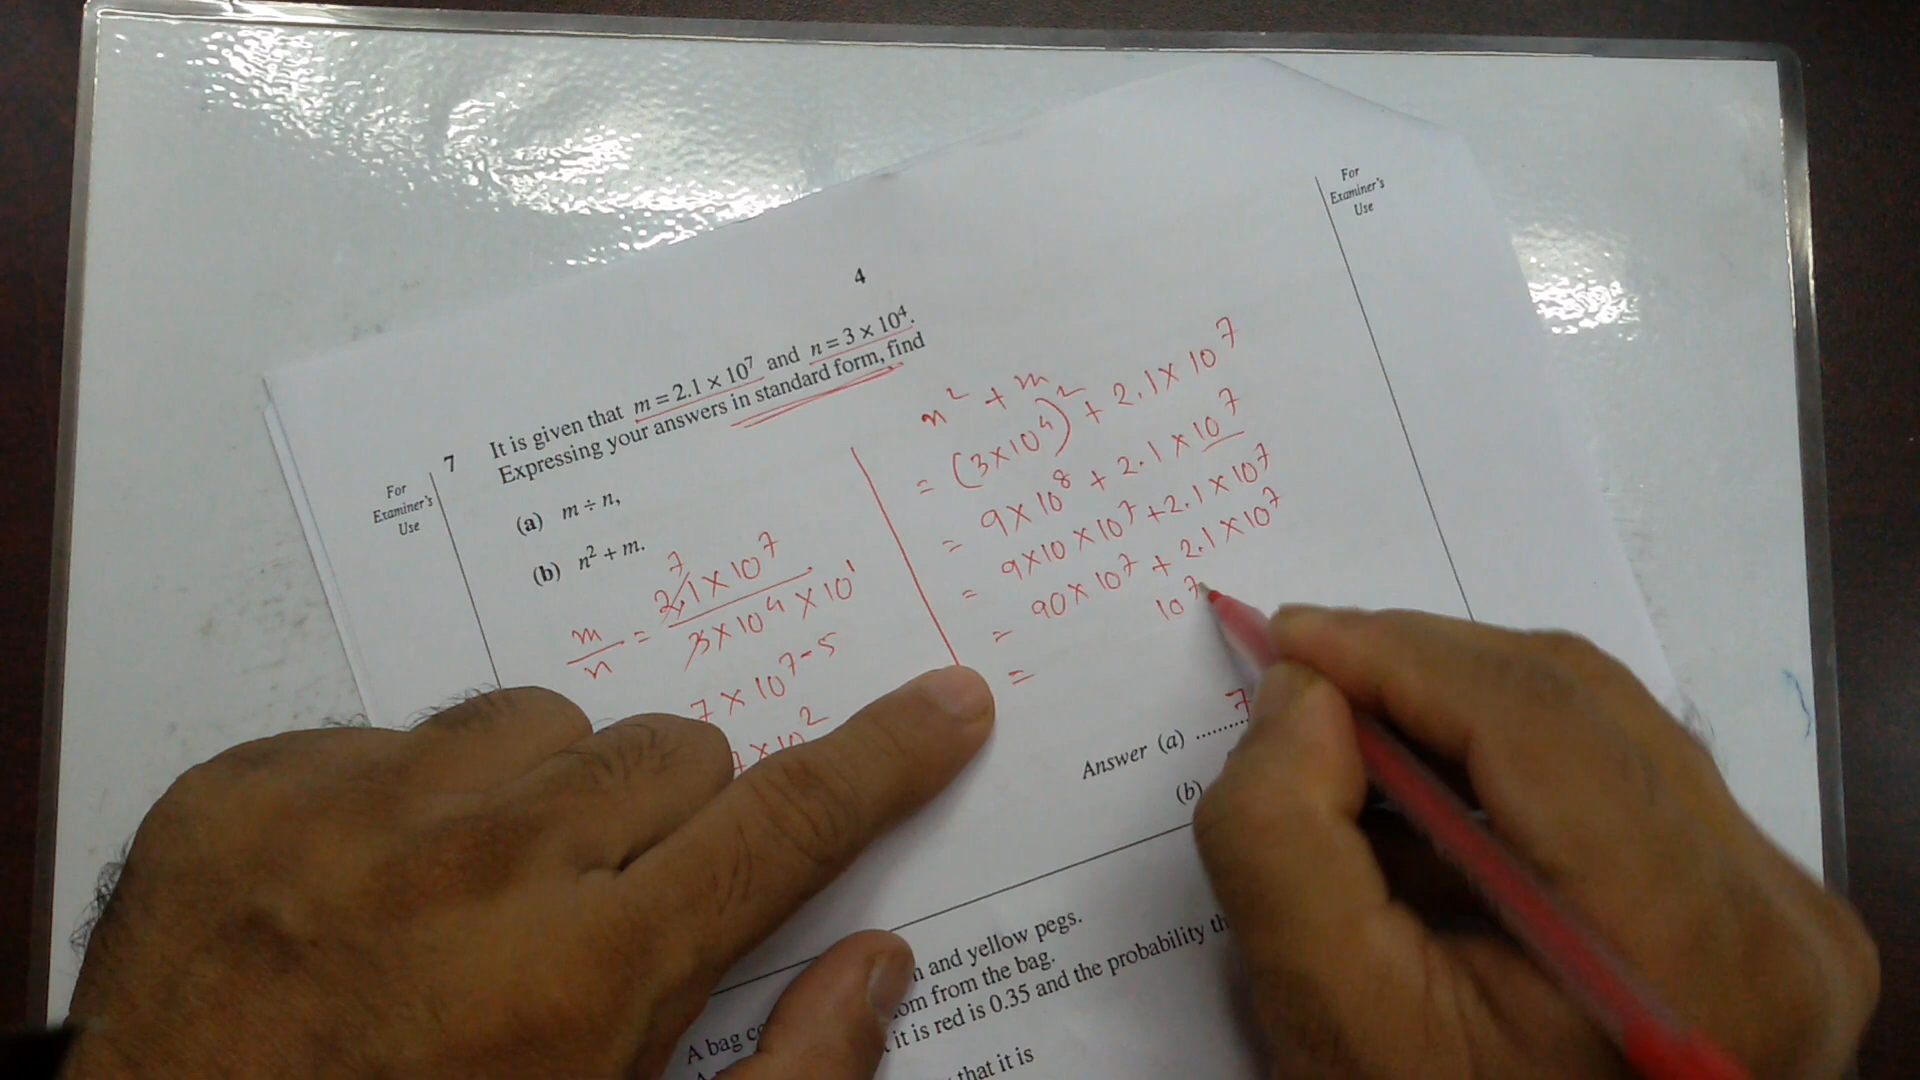 4
For
Examiner's
Use
For
Examiner's
Use
7 It is given that m = 2.1 × 10⁷ and n = 3 × 10⁴.
Expressing your answers in standard form, find
(a) m ÷ n,
(b) n² + m.
m/n = 2.1 × 10⁷ / 3 × 10⁴ × 10¹
7
7 × 10⁷⁻⁵
7 × 10²
n² + m
= (3×10⁴)² + 2.1 × 10⁷
= 9 × 10⁸ + 2.1 × 10⁷
= 9×10 × 10⁷ + 2.1 × 10⁷
= 90 × 10⁷ + 2.1 × 10⁷
= 10⁷
Answer (a) .......... 7
(b)
A bag
and yellow pegs.
from the bag.
it is red is 0.35 and the probability
that it is